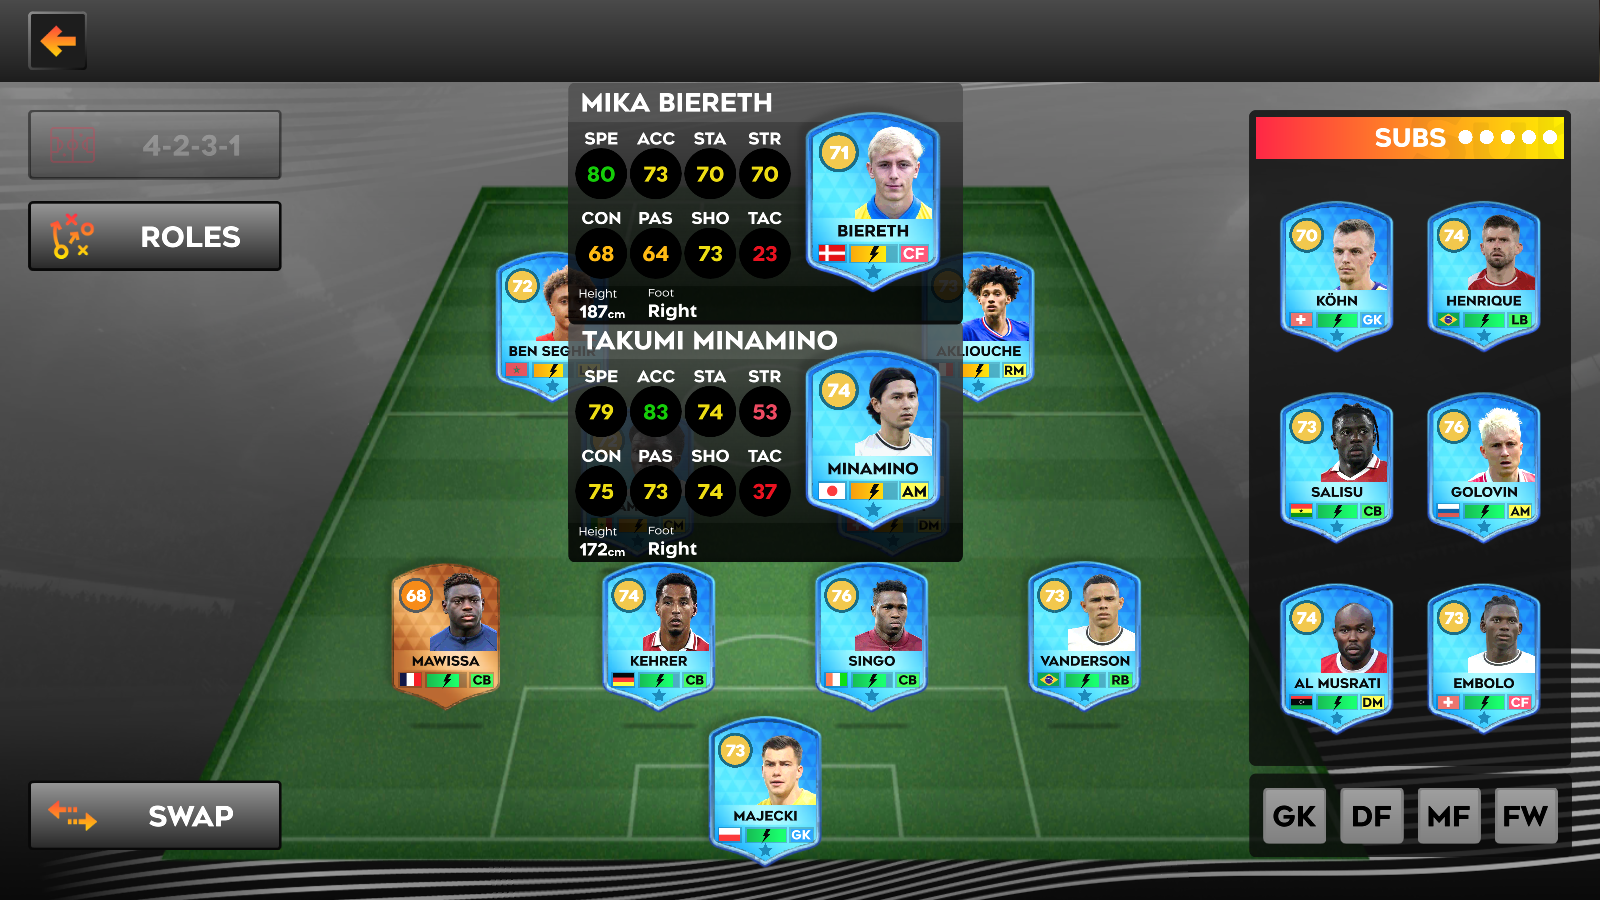 4-2-3-1
ROLES
SWAP
MIKA BIERETH
SPE ACC STA STR
80 73 70 70
CON PAS SHO TAC
68 64 73 23
Height Foot
187cm Right
71
BIERETH
CF
TAKUMI MINAMINO
SPE ACC STA STR
79 83 74 53
CON PAS SHO TAC
75 73 74 37
Height Foot
172cm Right
74
MINAMINO
AM
72
BEN SEGHIR
AKLIOUCHE
RM
CM
DM
68
MAWISSA
CB
74
KEHRER
CB
76
SINGO
CB
73
VANDERSON
RB
73
MAJECKI
GK
SUBS
70
KÖHN
GK
74
HENRIQUE
LB
73
SALISU
CB
76
GOLOVIN
AM
74
AL MUSRATI
DM
73
EMBOLO
CF
GK DF MF FW